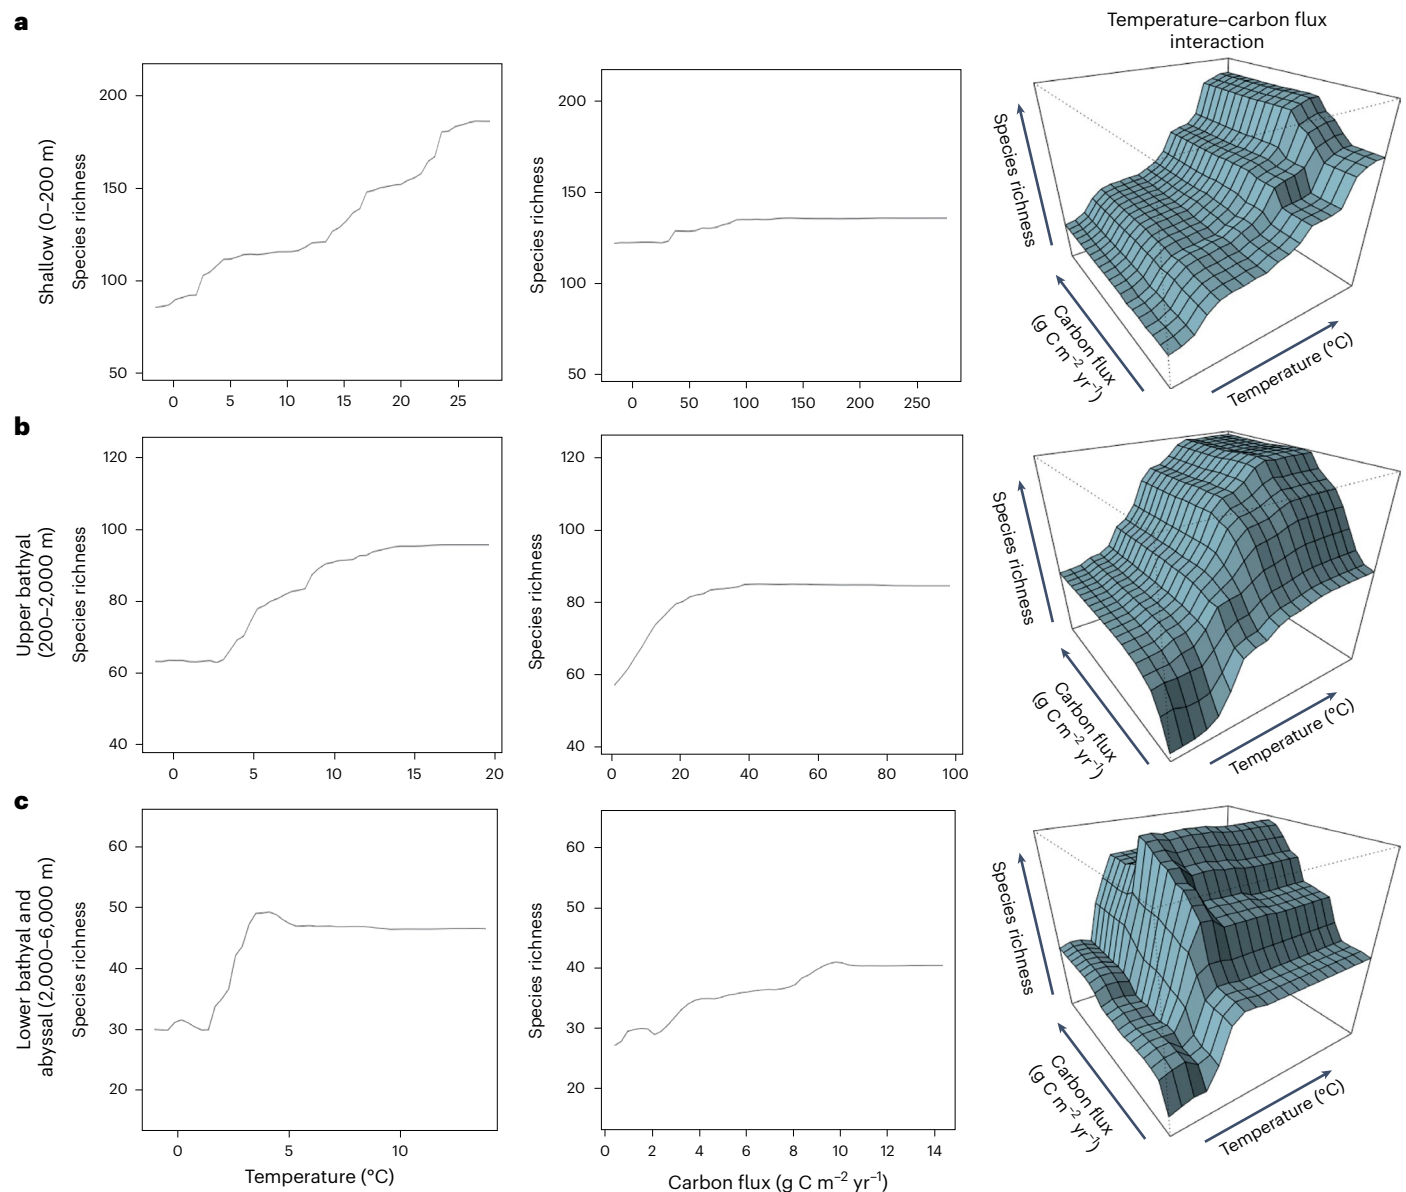 a
Temperature–carbon flux
interaction
Shallow (0–200 m)
Species richness
200
150
100
50
0 5 10 15 20 25
Species richness
200
150
100
50
0 50 100 150 200 250
Species richness
Carbon flux
(g C m⁻² yr⁻¹)
Temperature (°C)
b
Upper bathyal
(200–2,000 m)
Species richness
120
100
80
60
40
0 5 10 15 20
Species richness
120
100
80
60
40
0 20 40 60 80 100
Species richness
Carbon flux
(g C m⁻² yr⁻¹)
Temperature (°C)
c
Lower bathyal and
abyssal (2,000–6,000 m)
Species richness
60
50
40
30
20
0 5 10
Temperature (°C)
Species richness
60
50
40
30
20
0 2 4 6 8 10 12 14
Carbon flux (g C m⁻² yr⁻¹)
Species richness
Carbon flux
(g C m⁻² yr⁻¹)
Temperature (°C)